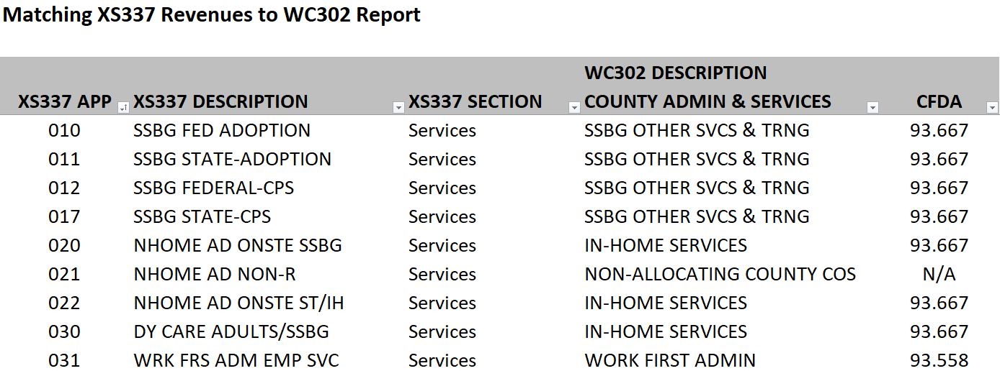 Matching XS337 Revenues to WC302 Report
WC302 DESCRIPTION
XS337 APP XS337 DESCRIPTION XS337 SECTION COUNTY ADMIN & SERVICES CFDA
010 SSBG FED ADOPTION Services SSBG OTHER SVCS & TRNG 93.667
011 SSBG STATE-ADOPTION Services SSBG OTHER SVCS & TRNG 93.667
012 SSBG FEDERAL-CPS Services SSBG OTHER SVCS & TRNG 93.667
017 SSBG STATE-CPS Services SSBG OTHER SVCS & TRNG 93.667
020 NHOME AD ONSTE SSBG Services IN-HOME SERVICES 93.667
021 NHOME AD NON-R Services NON-ALLOCATING COUNTY COS N/A
022 NHOME AD ONSTE ST/IH Services IN-HOME SERVICES 93.667
030 DY CARE ADULTS/SSBG Services IN-HOME SERVICES 93.667
031 WRK FRS ADM EMP SVC Services WORK FIRST ADMIN 93.558